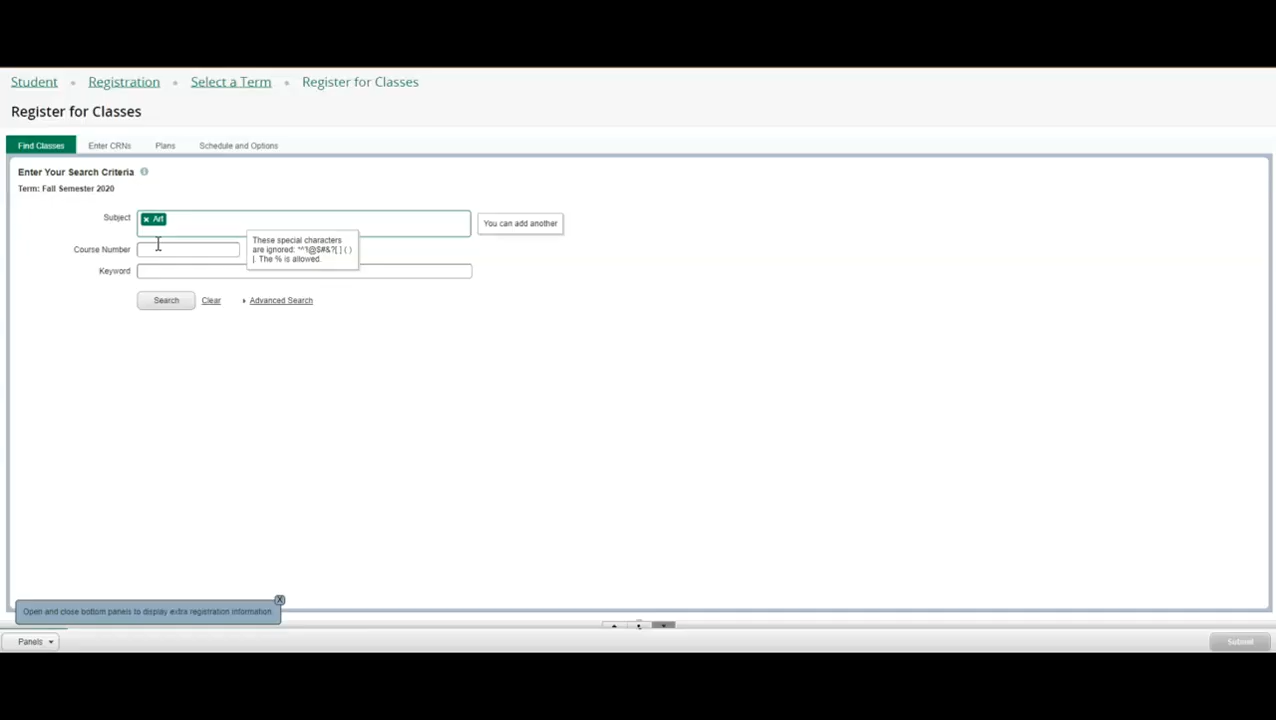 Student • Registration • Select a Term • Register for Classes
Register for Classes
Find Classes Enter CRNs Plans Schedule and Options
Enter Your Search Criteria
Term: Fall Semester 2020
Subject × Art You can add another
Course Number
These special characters
are ignored: "^'!@$#&?[ ] ( )
|. The % is allowed.
Keyword
Search Clear Advanced Search
Open and close bottom panels to display extra registration information X
Panels Submit